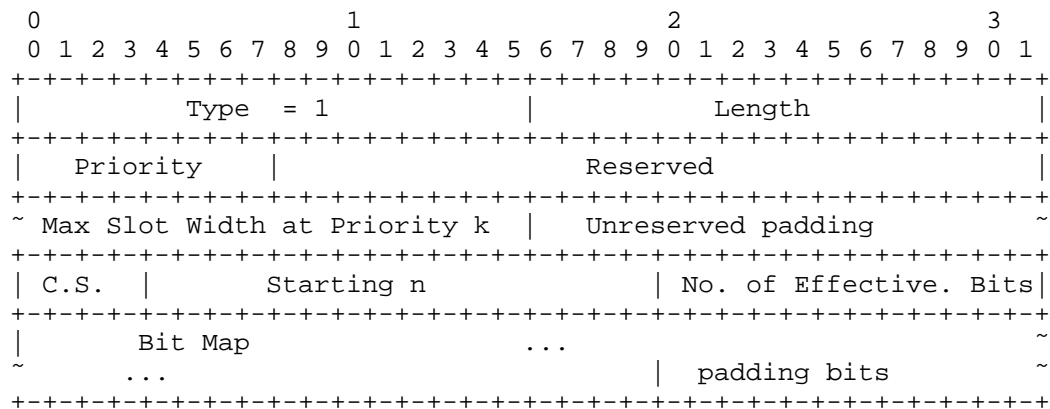 0                   1                   2                   3
 0 1 2 3 4 5 6 7 8 9 0 1 2 3 4 5 6 7 8 9 0 1 2 3 4 5 6 7 8 9 0 1
+-+-+-+-+-+-+-+-+-+-+-+-+-+-+-+-+-+-+-+-+-+-+-+-+-+-+-+-+-+-+-+-+
|          Type  = 1            |           Length              |
+-+-+-+-+-+-+-+-+-+-+-+-+-+-+-+-+-+-+-+-+-+-+-+-+-+-+-+-+-+-+-+-+
|   Priority    |                   Reserved                    |
+-+-+-+-+-+-+-+-+-+-+-+-+-+-+-+-+-+-+-+-+-+-+-+-+-+-+-+-+-+-+-+-+
~ Max Slot Width at Priority k  |   Unreserved padding          ~
+-+-+-+-+-+-+-+-+-+-+-+-+-+-+-+-+-+-+-+-+-+-+-+-+-+-+-+-+-+-+-+-+
| C.S.  |       Starting n              | No. of Effective. Bits|
+-+-+-+-+-+-+-+-+-+-+-+-+-+-+-+-+-+-+-+-+-+-+-+-+-+-+-+-+-+-+-+-+
|       Bit Map                 ...                             ~
~      ...                              |  padding bits         ~
+-+-+-+-+-+-+-+-+-+-+-+-+-+-+-+-+-+-+-+-+-+-+-+-+-+-+-+-+-+-+-+-+